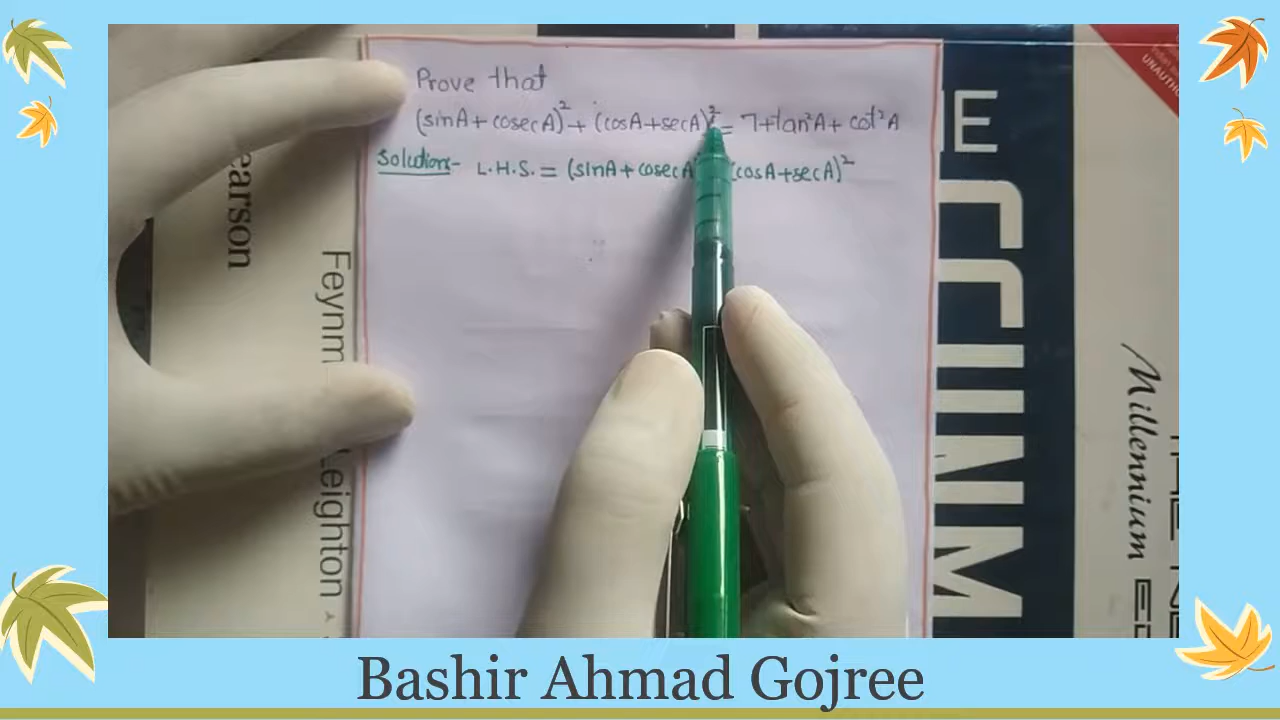 Prove that
(sinA + cosecA)² + (cosA+secA)² = 7+tan²A + cot²A
Solution:- L.H.S. = (sinA + cosecA (cosA+secA)²
earson
Feynm
Leighton
Millennium
UNAUTH
Bashir Ahmad Gojree